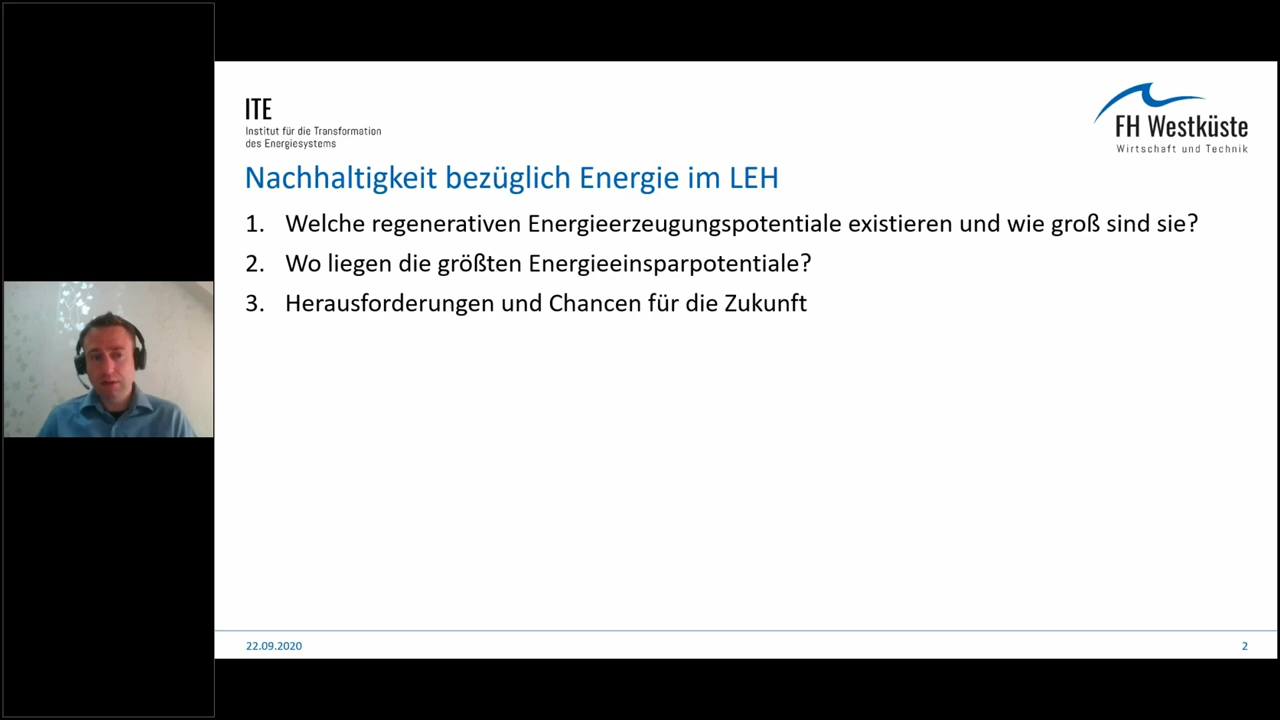 ITE
Institut für die Transformation
des Energiesystems
FH Westküste
Wirtschaft und Technik
Nachhaltigkeit bezüglich Energie im LEH
1. Welche regenerativen Energieerzeugungspotentiale existieren und wie groß sind sie?
2. Wo liegen die größten Energieeinsparpotentiale?
3. Herausforderungen und Chancen für die Zukunft
22.09.2020
2